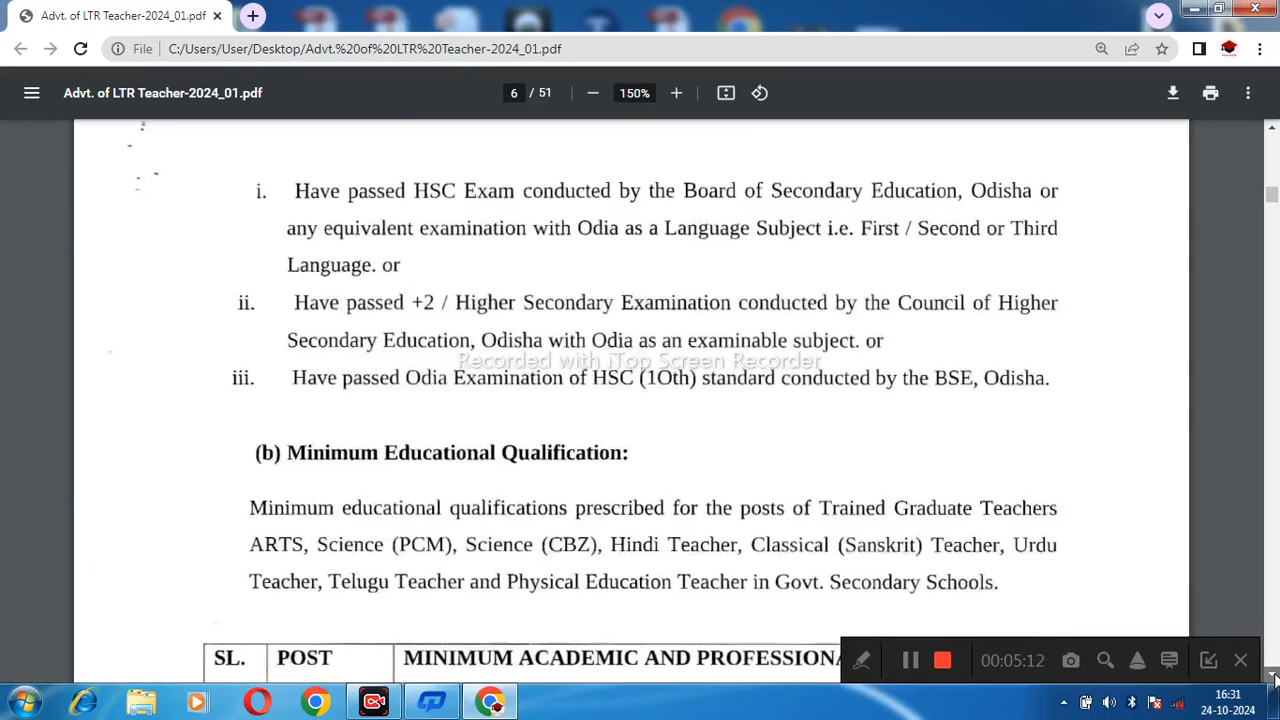 Advt. of LTR Teacher-2024_01.pdf
File C:/Users/User/Desktop/Advt.%20of%20LTR%20Teacher-2024_01.pdf
Advt. of LTR Teacher-2024_01.pdf 6 / 51 150%
i. Have passed HSC Exam conducted by the Board of Secondary Education, Odisha or
any equivalent examination with Odia as a Language Subject i.e. First / Second or Third
Language. or
ii. Have passed +2 / Higher Secondary Examination conducted by the Council of Higher
Secondary Education, Odisha with Odia as an examinable subject. or
Recorded with iTop Screen Recorder
iii. Have passed Odia Examination of HSC (1Oth) standard conducted by the BSE, Odisha.
(b) Minimum Educational Qualification:
Minimum educational qualifications prescribed for the posts of Trained Graduate Teachers
ARTS, Science (PCM), Science (CBZ), Hindi Teacher, Classical (Sanskrit) Teacher, Urdu
Teacher, Telugu Teacher and Physical Education Teacher in Govt. Secondary Schools.
SL. POST MINIMUM ACADEMIC AND PROFESSIONA
00:05:12
16:31
24-10-2024